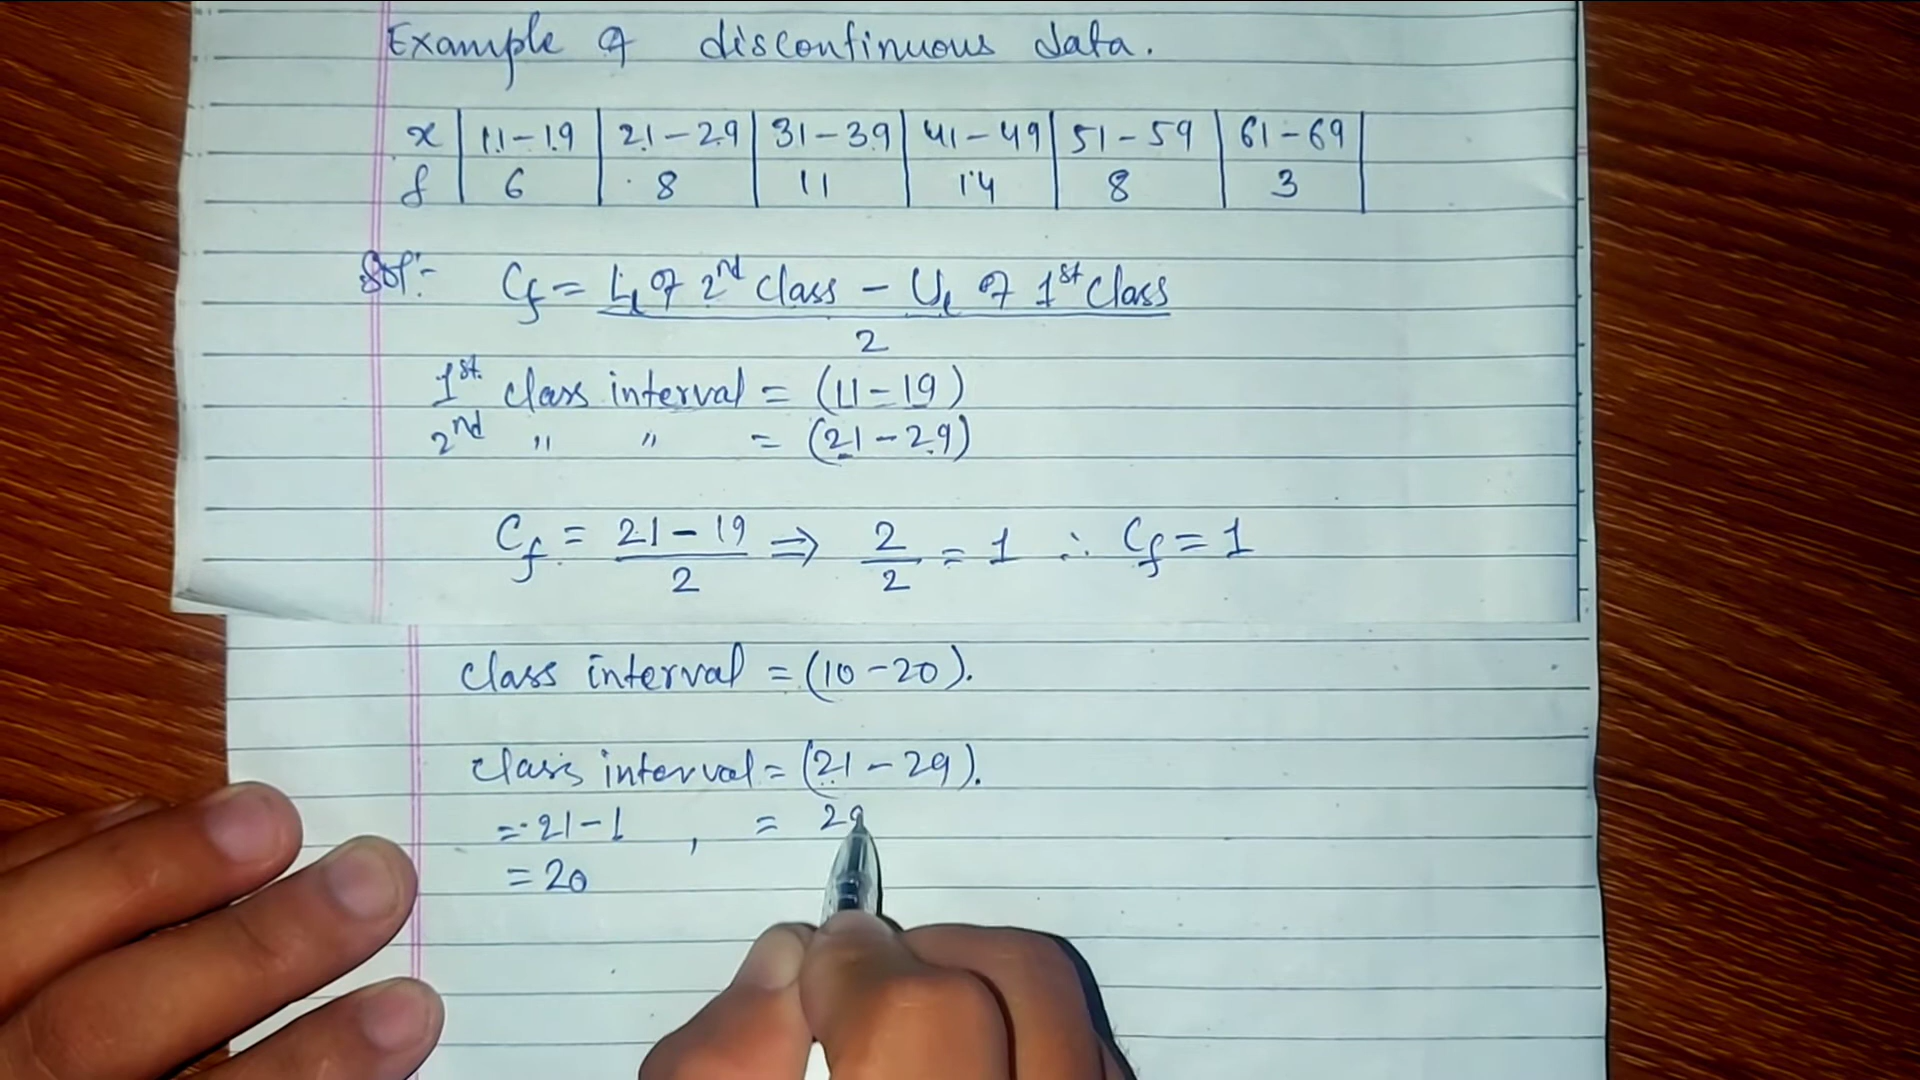 Example of discontinuous data.
x | 11-19 | 21-29 | 31-39 | 41-49 | 51-59 | 61-69 |
f | 6 | 8 | 11 | 14 | 8 | 3 |
Sol:- Cf = Ll of 2nd class - Ul of 1st class
2
1st class interval = (11-19)
2nd " " = (21-29)
Cf = 21-19 ⇒ 2 = 1 ∴ Cf = 1
2 2
class interval = (10-20).
class interval = (21-29).
= 21-1 , = 29
= 20